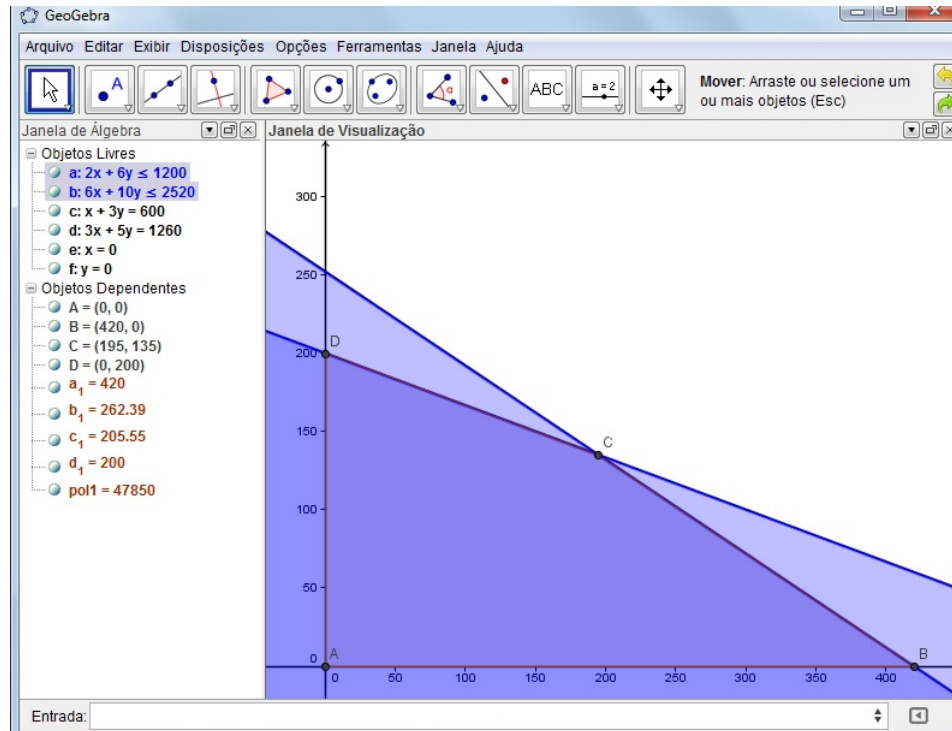 GeoGebra
Arquivo Editar Exibir Disposições Opções Ferramentas Janela Ajuda
A
α
ABC
a=2
Mover: Arraste ou selecione um
ou mais objetos (Esc)
Janela de Álgebra
Janela de Visualização
Objetos Livres
a: 2x + 6y ≤ 1200
b: 6x + 10y ≤ 2520
c: x + 3y = 600
d: 3x + 5y = 1260
e: x = 0
f: y = 0
Objetos Dependentes
A = (0, 0)
B = (420, 0)
C = (195, 135)
D = (0, 200)
a₁ = 420
b₁ = 262.39
c₁ = 205.55
d₁ = 200
pol1 = 47850
300
250
D
200
150
C
100
50
0 A
B
0 50 100 150 200 250 300 350 400
Entrada: